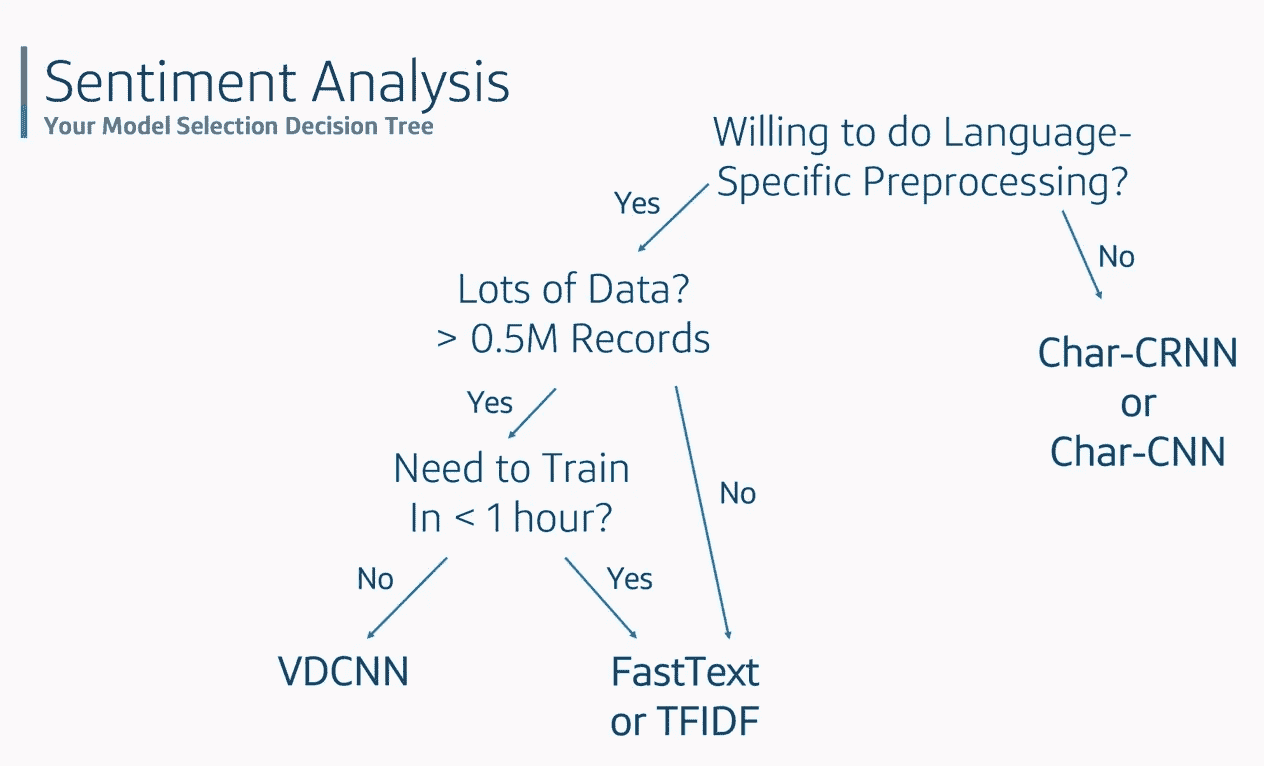 Sentiment Analysis
Your Model Selection Decision Tree
Willing to do Language-
Specific Preprocessing?
Yes
No
Lots of Data?
> 0.5M Records
Char-CRNN
or
Char-CNN
Yes
No
Need to Train
In < 1 hour?
No
Yes
VDCNN
FastText
or TFIDF